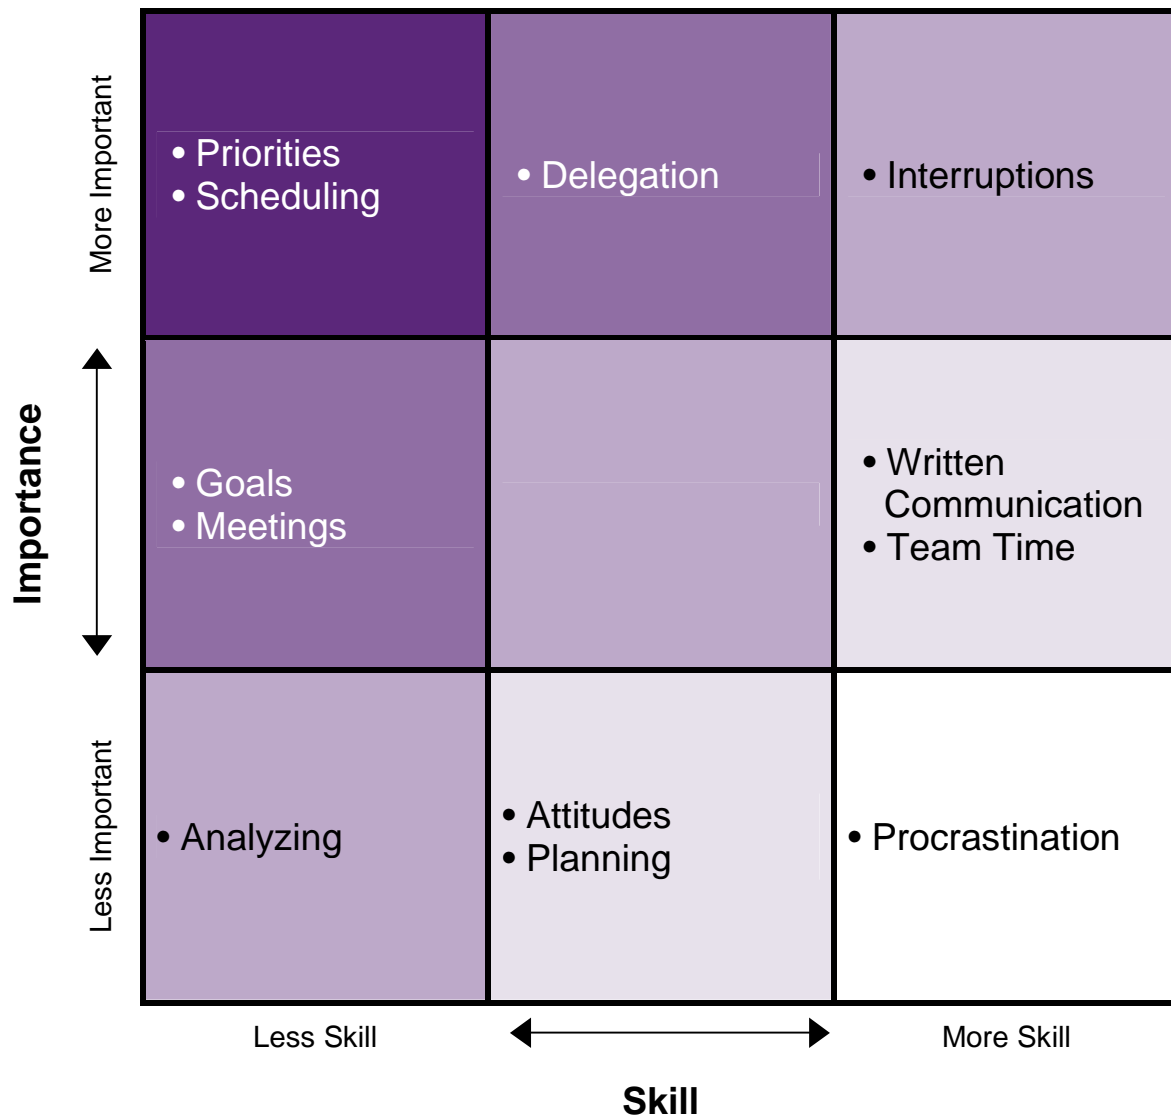 More Important
• Priorities
• Scheduling
• Delegation
• Interruptions
Importance
• Goals
• Meetings
• Written
Communication
• Team Time
Less Important
• Analyzing
• Attitudes
• Planning
• Procrastination
Less Skill
More Skill
Skill